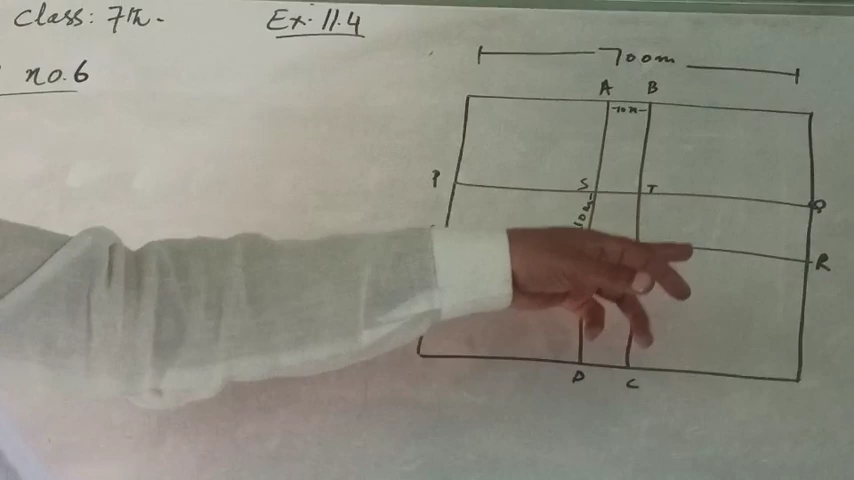 Class: 7th. Ex. 11.4
no.6
700m
A B
10m
P S T Q
10m
R
D C